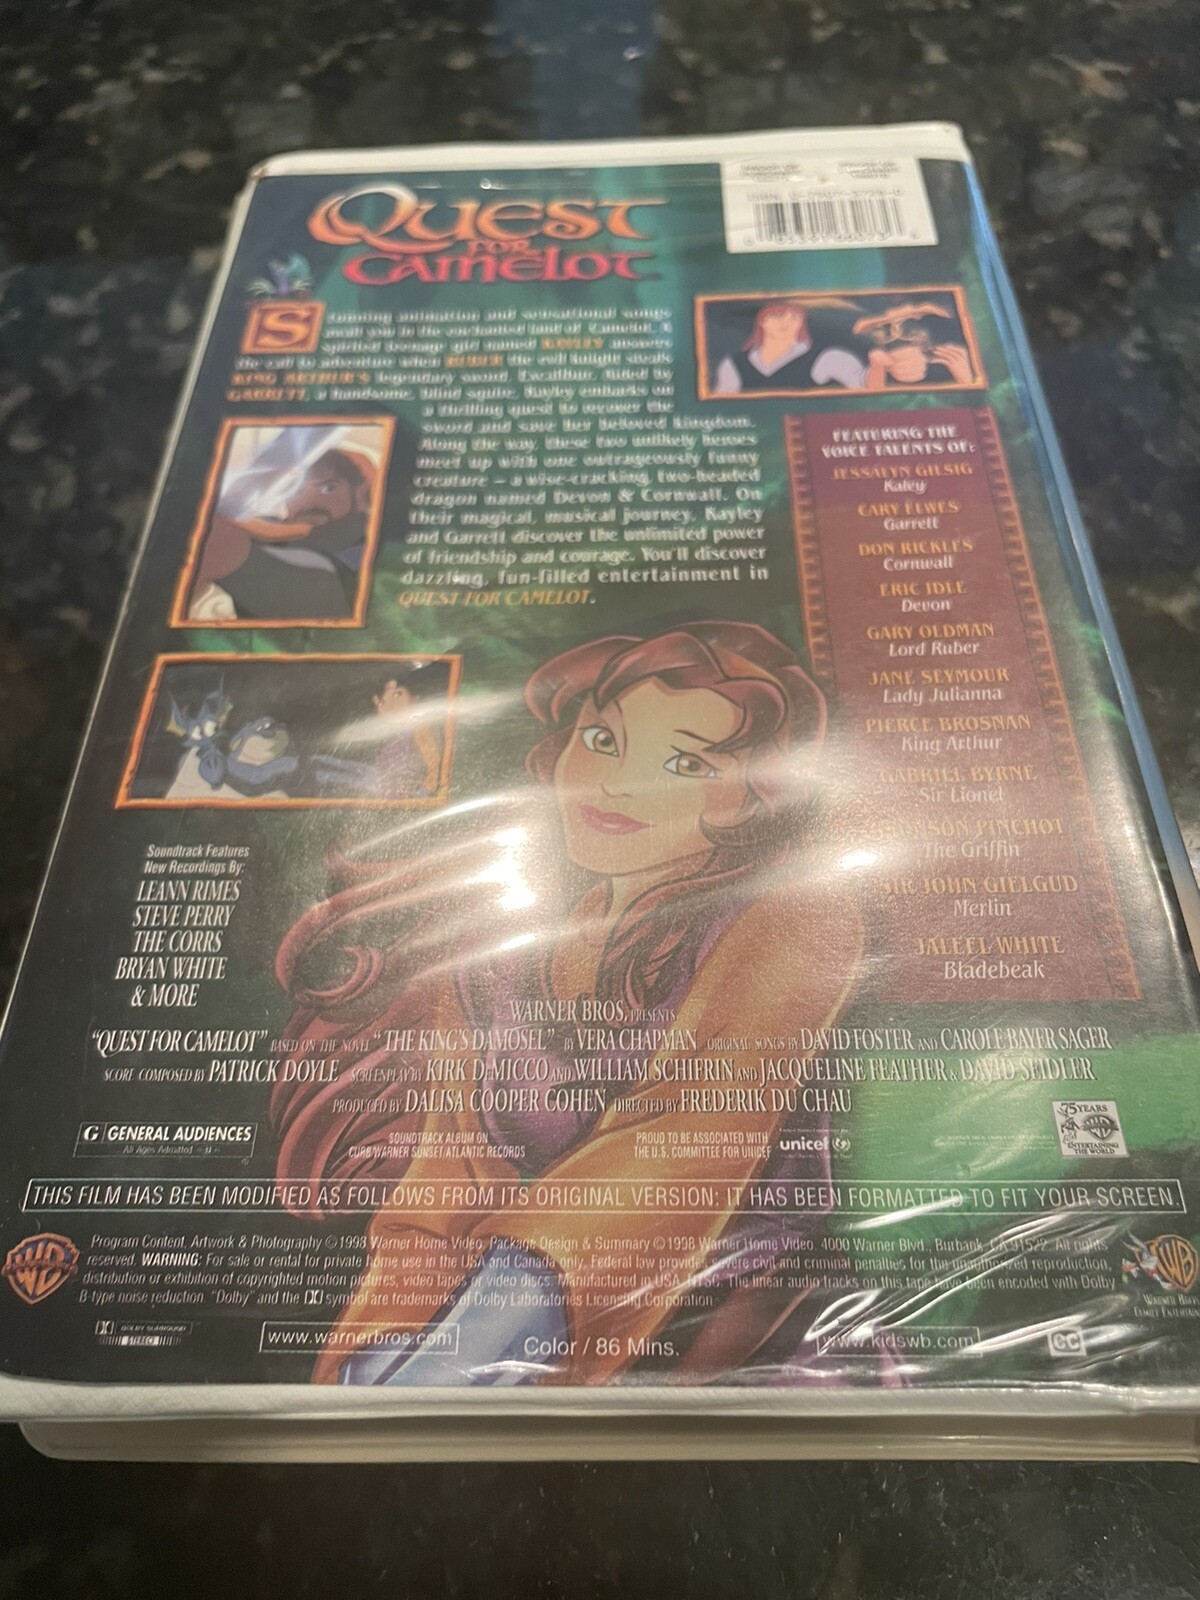 QUEST
FOR
CAMELOT
Stunning animation and sensational songs
await you in the enchanted land of Camelot. A
spirited teenage girl named KAYLEY answers
the call to adventure when RUBER the evil knight steals
KING ARTHUR'S legendary sword, Excalibur. Aided by
GARRETT, a handsome, blind squire, Kayley embarks on
a thrilling quest to recover the
sword and save her beloved kingdom.
Along the way, these two unlikely heroes
meet up with one outrageously funny
creature – a wise-cracking, two-headed
dragon named Devon & Cornwall. On
their magical, musical journey, Kayley
and Garrett discover the unlimited power
of friendship and courage. You'll discover
dazzling, fun-filled entertainment in
QUEST FOR CAMELOT.
FEATURING THE
VOICE TALENTS OF:
JESSALYN GILSIG
Kaley
CARY ELWES
Garrett
DON RICKLES
Cornwall
ERIC IDLE
Devon
GARY OLDMAN
Lord Ruber
JANE SEYMOUR
Lady Julianna
PIERCE BROSNAN
King Arthur
GABRIEL BYRNE
Sir Lionel
SON PINCHOT
The Griffin
SIR JOHN GIELGUD
Merlin
JALEEL WHITE
Bladebeak
Soundtrack Features
New Recordings By:
LEANN RIMES
STEVE PERRY
THE CORRS
BRYAN WHITE
& MORE
WARNER BROS. PRESENTS
"QUEST FOR CAMELOT" BASED ON THE NOVEL "THE KING'S DAMOSEL" BY VERA CHAPMAN ORIGINAL SONGS BY DAVID FOSTER AND CAROLE BAYER SAGER
SCORE COMPOSED BY PATRICK DOYLE SCREENPLAY BY KIRK DEMICCO AND WILLIAM SCHIFRIN AND JACQUELINE FEATHER & DAVID SEIDLER
PRODUCED BY DALISA COOPER COHEN DIRECTED BY FREDERIK DU CHAU
G GENERAL AUDIENCES
All Ages Admitted
SOUNDTRACK ALBUM ON
CURB/WARNER SUNSET/ATLANTIC RECORDS
PROUD TO BE ASSOCIATED WITH
THE U.S. COMMITTEE FOR UNICEF
unicef
75 YEARS
ENTERTAINING
THE WORLD
THIS FILM HAS BEEN MODIFIED AS FOLLOWS FROM ITS ORIGINAL VERSION: IT HAS BEEN FORMATTED TO FIT YOUR SCREEN.
WB
Program Content, Artwork & Photography © 1998 Warner Home Video. Package Design & Summary © 1998 Warner Home Video. 4000 Warner Blvd., Burbank, CA 91522. All rights
reserved. WARNING: For sale or rental for private home use in the USA and Canada only. Federal law provides severe civil and criminal penalties for the unauthorized reproduction,
distribution or exhibition of copyrighted motion pictures, video tapes or video discs. Manufactured in USA. NTSC. The linear audio tracks on this tape have been encoded with Dolby
B-type noise reduction. "Dolby" and the symbol are trademarks of Dolby Laboratories Licensing Corporation.
WB
WARNER BROS.
FAMILY ENTERTAIN
DOLBY SURROUND
STEREO
www.warnerbros.com
Color / 86 Mins.
www.kidswb.com
CC